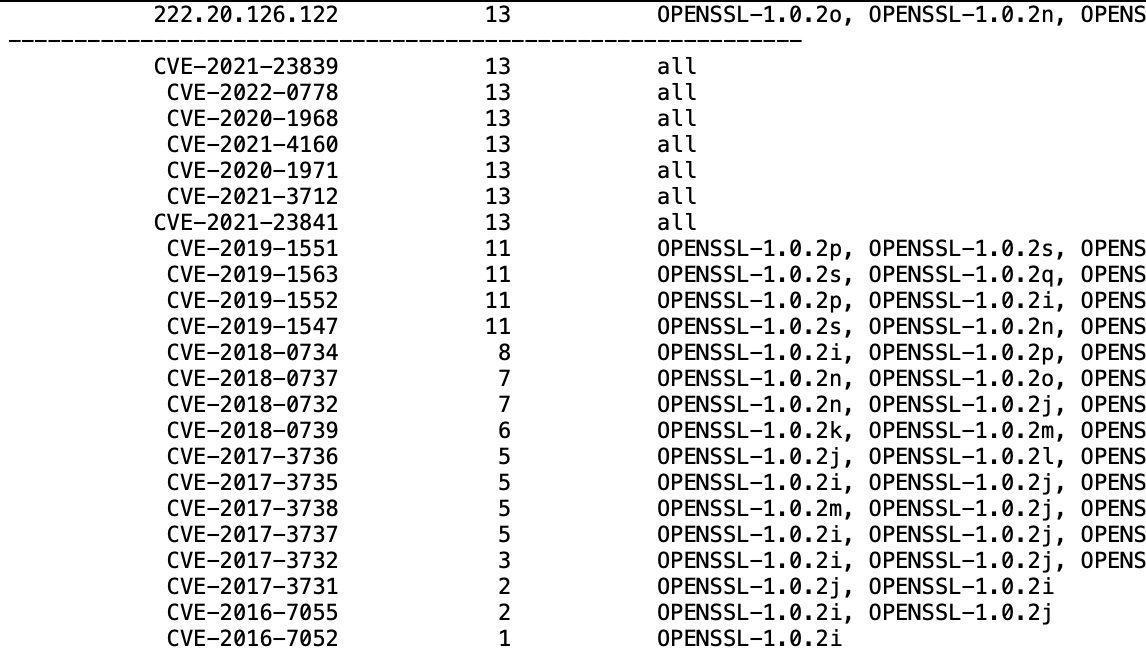 222.20.126.122 13 OPENSSL-1.0.2o, OPENSSL-1.0.2n, OPENS
-------------------------------------------------------------
CVE-2021-23839 13 all
CVE-2022-0778 13 all
CVE-2020-1968 13 all
CVE-2021-4160 13 all
CVE-2020-1971 13 all
CVE-2021-3712 13 all
CVE-2021-23841 13 all
CVE-2019-1551 11 OPENSSL-1.0.2p, OPENSSL-1.0.2s, OPENS
CVE-2019-1563 11 OPENSSL-1.0.2s, OPENSSL-1.0.2q, OPENS
CVE-2019-1552 11 OPENSSL-1.0.2p, OPENSSL-1.0.2i, OPENS
CVE-2019-1547 11 OPENSSL-1.0.2s, OPENSSL-1.0.2n, OPENS
CVE-2018-0734 8 OPENSSL-1.0.2i, OPENSSL-1.0.2p, OPENS
CVE-2018-0737 7 OPENSSL-1.0.2n, OPENSSL-1.0.2o, OPENS
CVE-2018-0732 7 OPENSSL-1.0.2n, OPENSSL-1.0.2j, OPENS
CVE-2018-0739 6 OPENSSL-1.0.2k, OPENSSL-1.0.2m, OPENS
CVE-2017-3736 5 OPENSSL-1.0.2j, OPENSSL-1.0.2l, OPENS
CVE-2017-3735 5 OPENSSL-1.0.2i, OPENSSL-1.0.2j, OPENS
CVE-2017-3738 5 OPENSSL-1.0.2m, OPENSSL-1.0.2j, OPENS
CVE-2017-3737 5 OPENSSL-1.0.2i, OPENSSL-1.0.2j, OPENS
CVE-2017-3732 3 OPENSSL-1.0.2i, OPENSSL-1.0.2j, OPENS
CVE-2017-3731 2 OPENSSL-1.0.2j, OPENSSL-1.0.2i
CVE-2016-7055 2 OPENSSL-1.0.2i, OPENSSL-1.0.2j
CVE-2016-7052 1 OPENSSL-1.0.2i